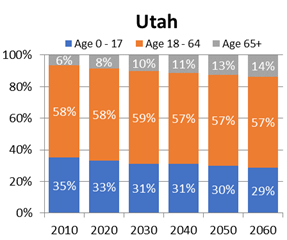 Utah
Age 0 - 17 Age 18 - 64 Age 65+
100%
80%
60%
40%
20%
0%
6% 8% 10% 11% 13% 14%
58% 58% 59% 57% 57% 57%
35% 33% 31% 31% 30% 29%
2010 2020 2030 2040 2050 2060